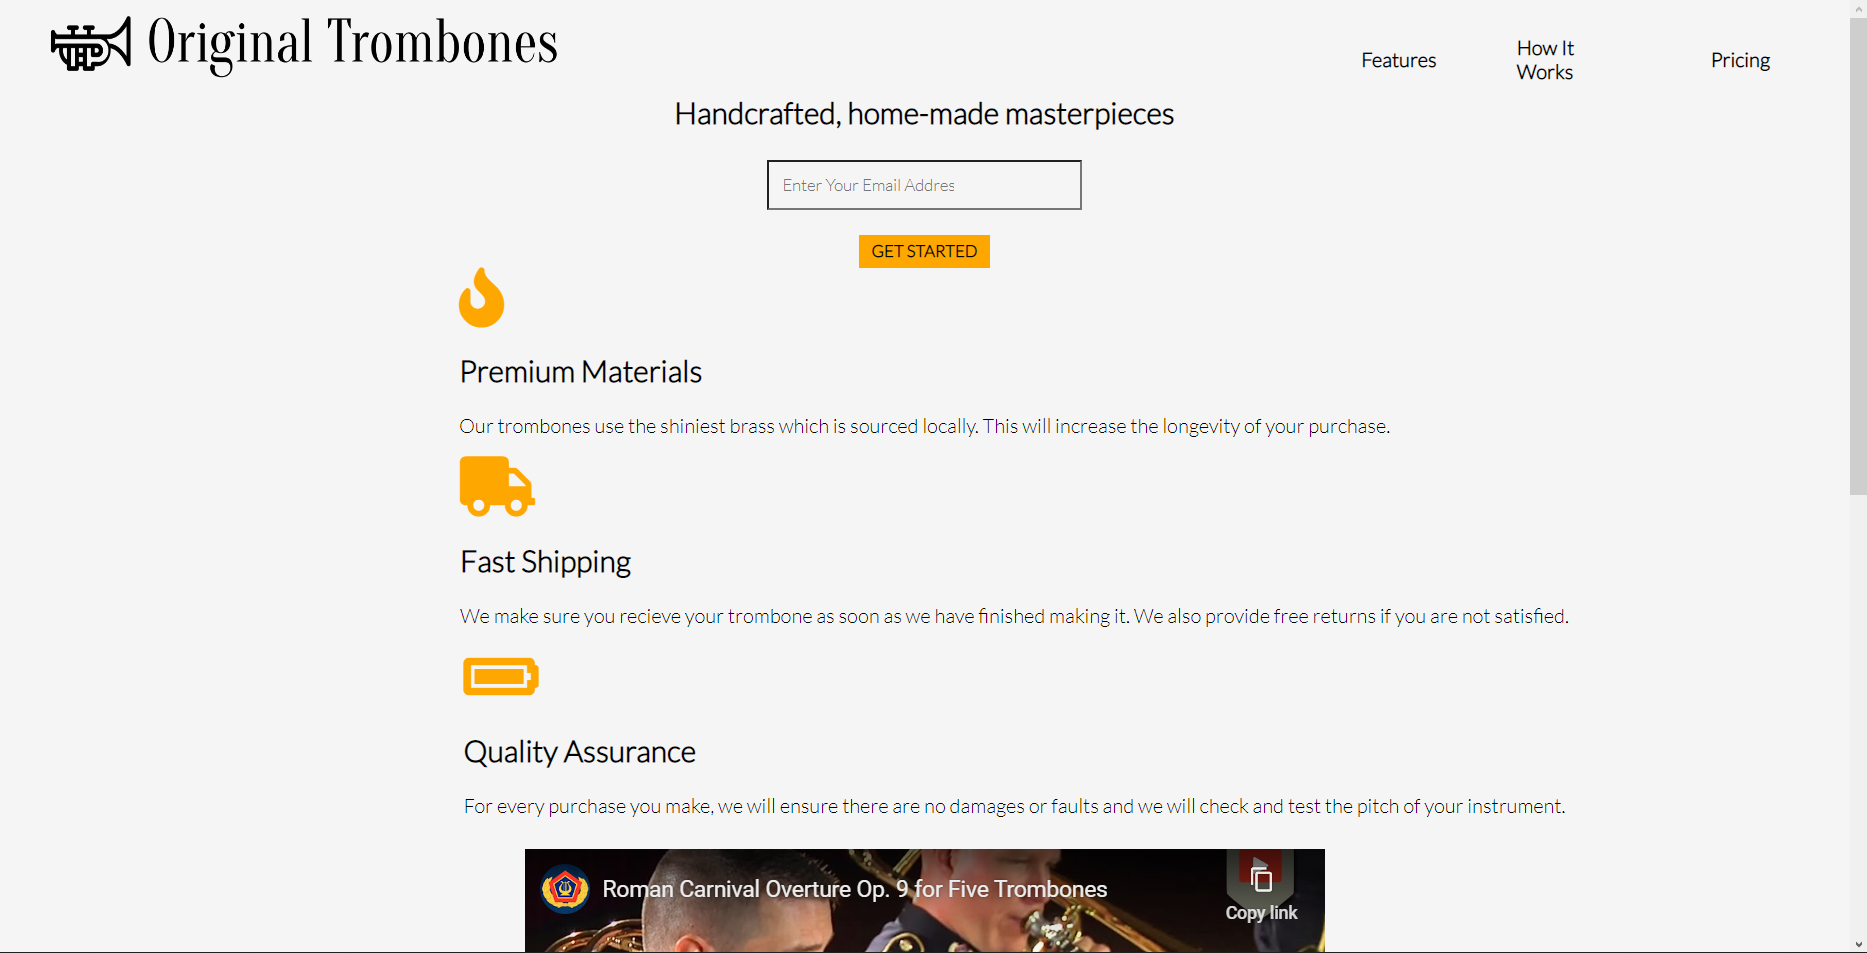 Original Trombones
Features
How It
Works
Pricing
Handcrafted, home-made masterpieces
Enter Your Email Addres
GET STARTED
Premium Materials
Our trombones use the shiniest brass which is sourced locally. This will increase the longevity of your purchase.
Fast Shipping
We make sure you recieve your trombone as soon as we have finished making it. We also provide free returns if you are not satisfied.
Quality Assurance
For every purchase you make, we will ensure there are no damages or faults and we will check and test the pitch of your instrument.
Roman Carnival Overture Op. 9 for Five Trombones
Copy link